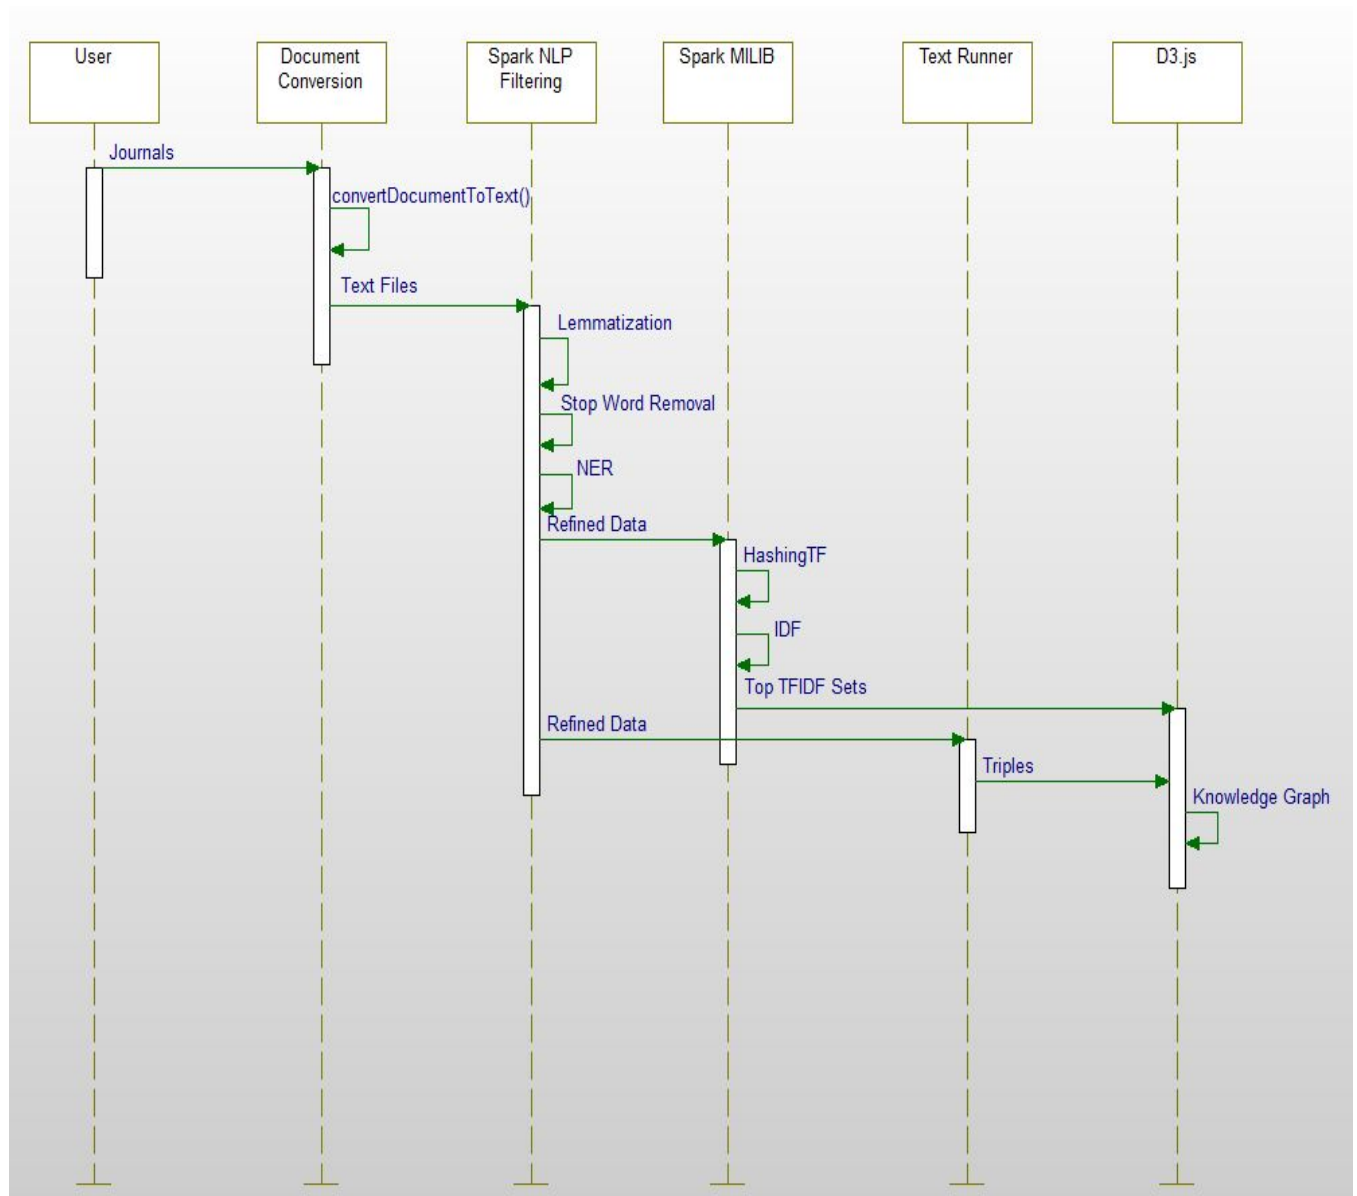 User
Document
Conversion
Spark NLP
Filtering
Spark MILIB
Text Runner
D3.js
Journals
convertDocumentToText()
Text Files
Lemmatization
Stop Word Removal
NER
Refined Data
HashingTF
IDF
Top TFIDF Sets
Refined Data
Triples
Knowledge Graph